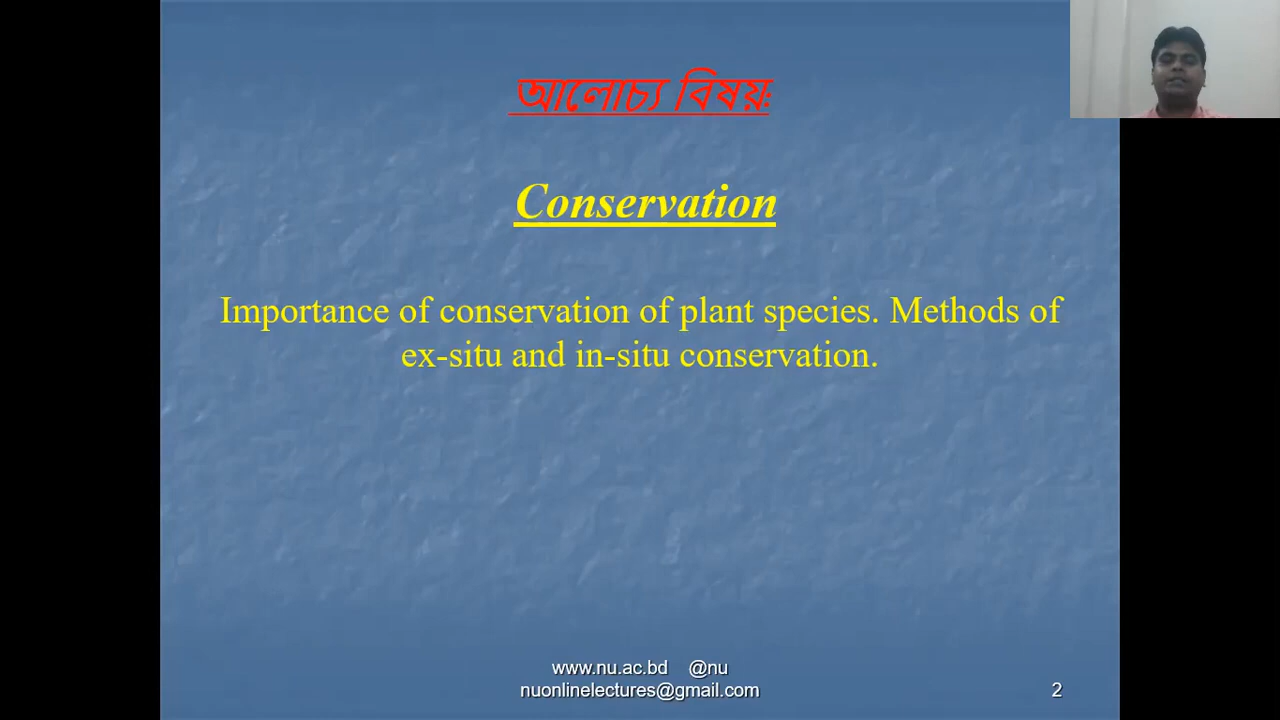 আলোচ্য বিষয়ঃ
Conservation
Importance of conservation of plant species. Methods of
ex-situ and in-situ conservation.
www.nu.ac.bd @nu
nuonlinelectures@gmail.com
2